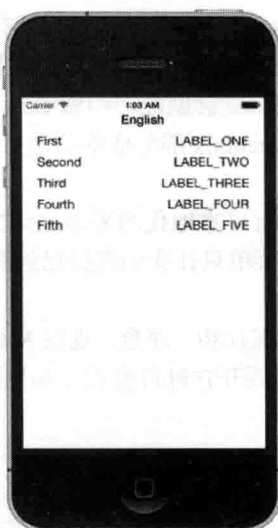 Carrier 1:03 AM
English
First LABEL_ONE
Second LABEL_TWO
Third LABEL_THREE
Fourth LABEL_FOUR
Fifth LABEL_FIVE